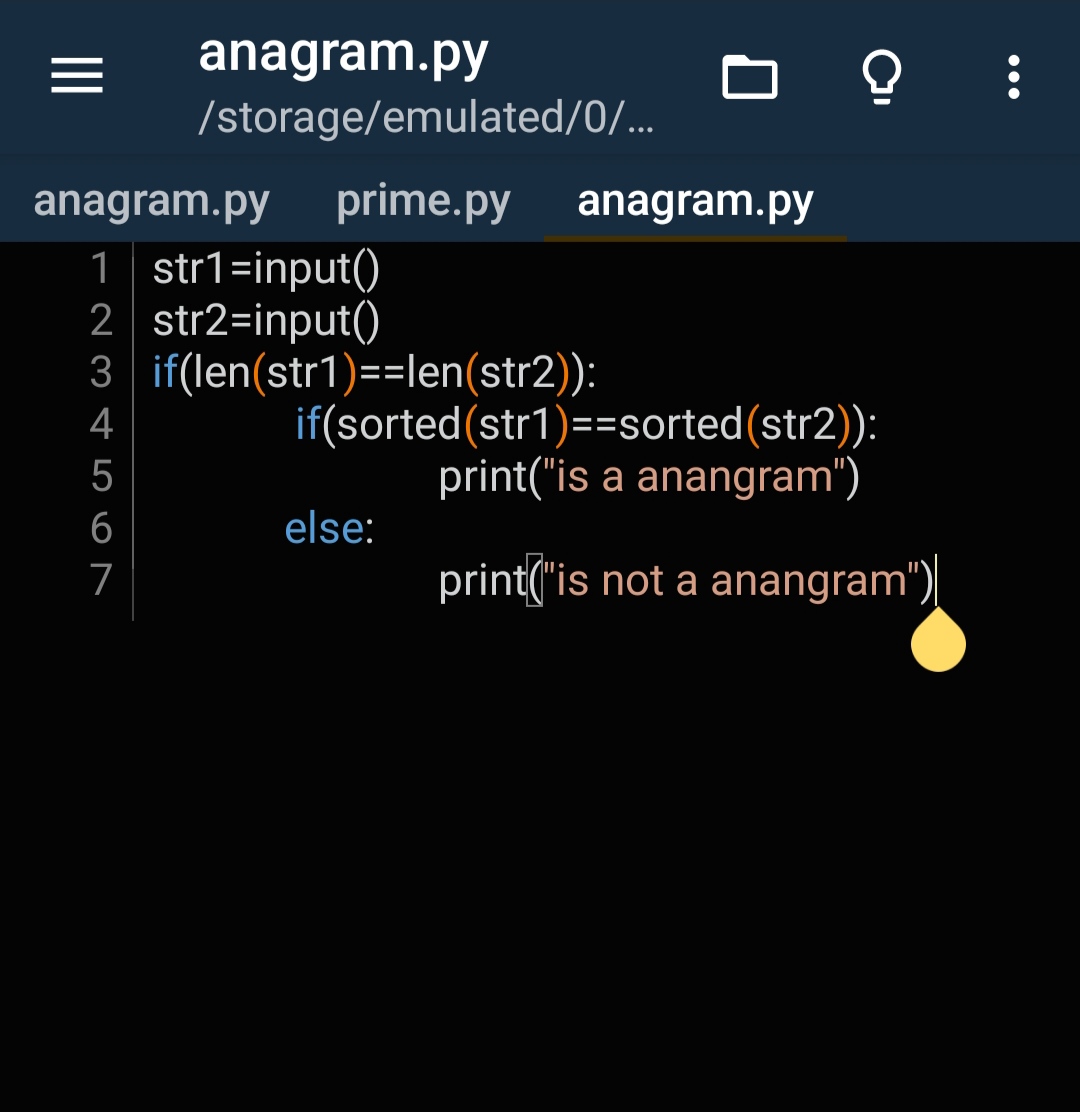 anagram.py
/storage/emulated/0/...
anagram.py prime.py anagram.py
1 str1=input()
2 str2=input()
3 if(len(str1)==len(str2)):
4 if(sorted(str1)==sorted(str2)):
5 print("is a anangram")
6 else:
7 print("is not a anangram")